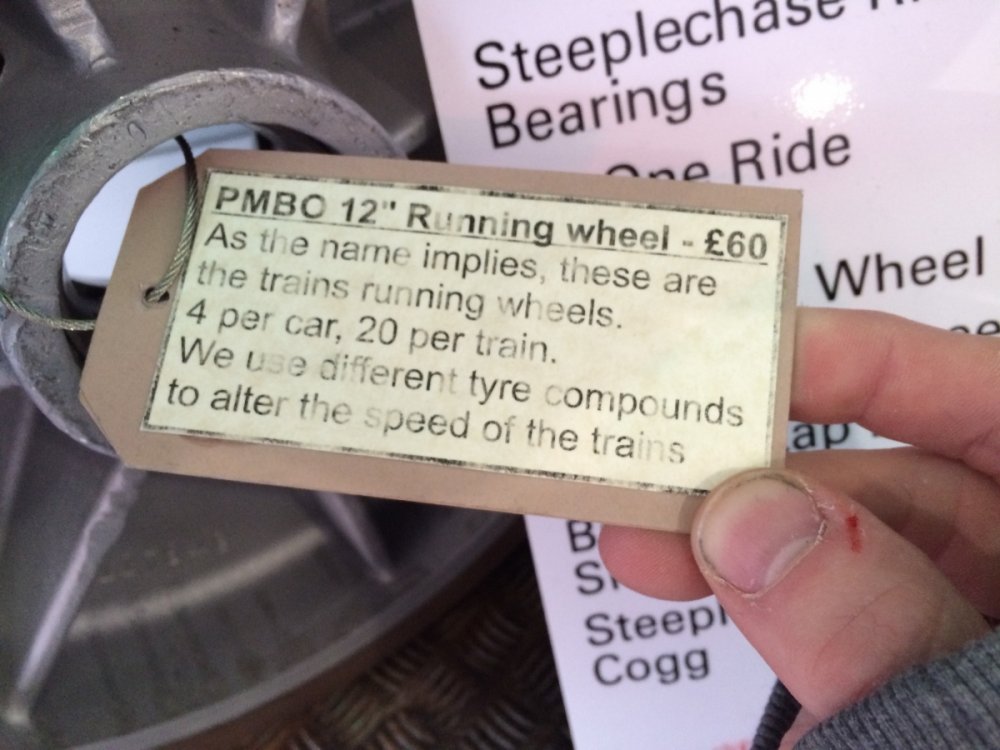 Steeplechase
Bearings
One Ride
Wheel
PMBO 12" Running wheel - £60
As the name implies, these are
the trains running wheels.
4 per car, 20 per train.
We use different tyre compounds
to alter the speed of the trains
Cogg